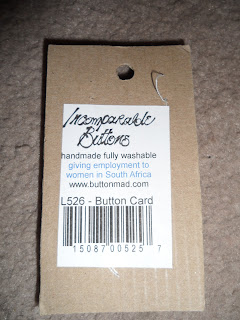 Incomparable
Buttons
handmade fully washable
giving employment to
women in South Africa
www.buttonmad.com
L526 - Button Card
15087 00525 7